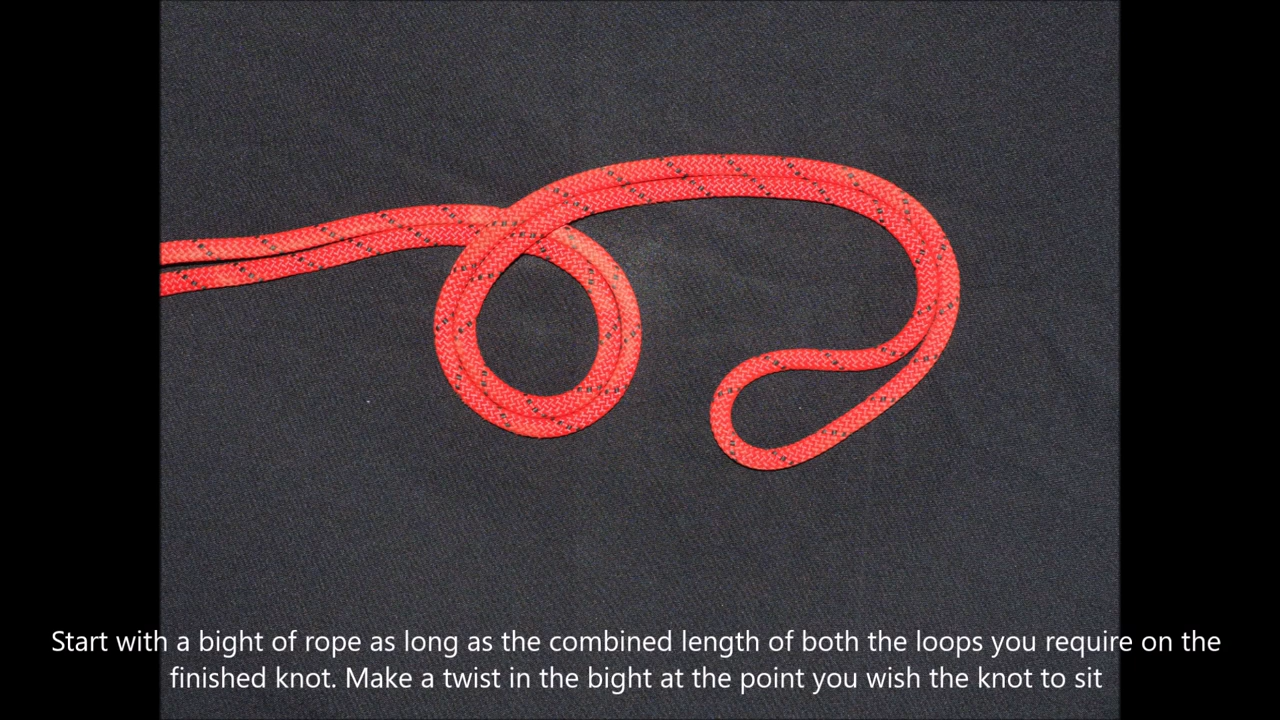 Start with a bight of rope as long as the combined length of both the loops you require on the
finished knot. Make a twist in the bight at the point you wish the knot to sit